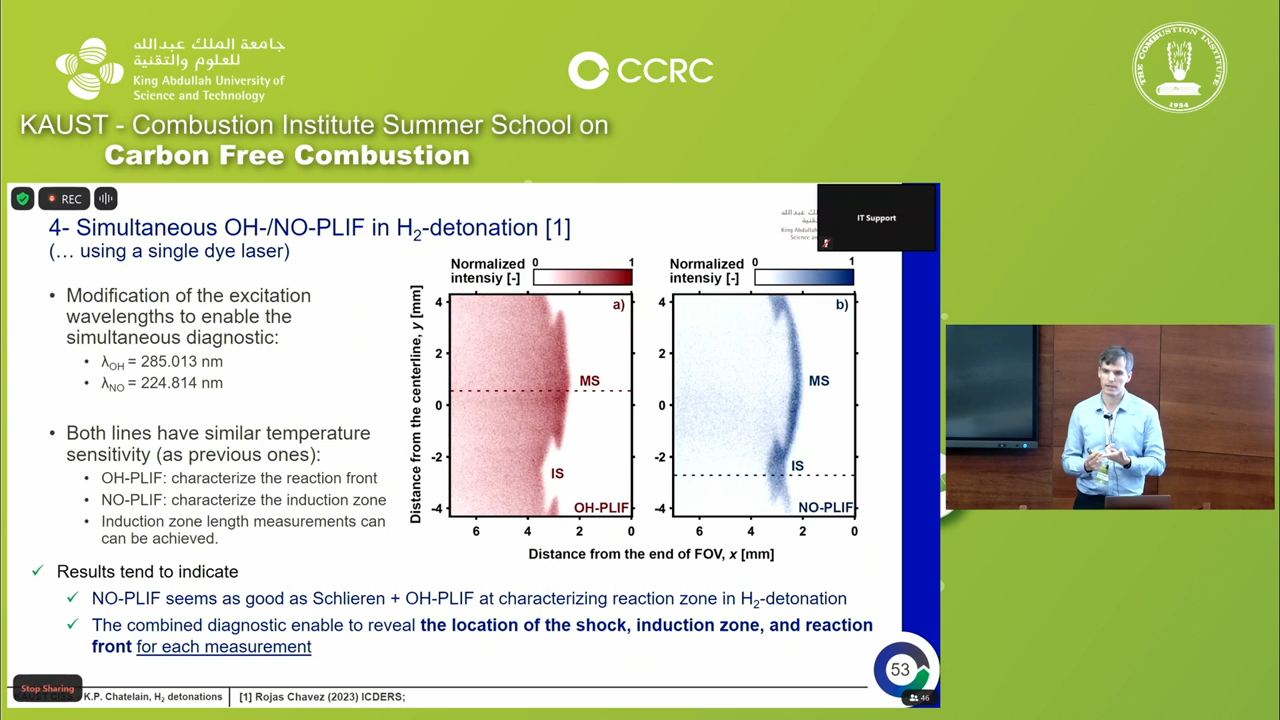 جامعة الملك عبدالله
للعلوم والتقنية
King Abdullah University of
Science and Technology
CCRC
THE COMBUSTION INSTITUTE
1954
KAUST - Combustion Institute Summer School on
Carbon Free Combustion
REC
4- Simultaneous OH-/NO-PLIF in H2-detonation [1]
(… using a single dye laser)
IT Support
• Modification of the excitation
wavelengths to enable the
simultaneous diagnostic:
• λOH = 285.013 nm
• λNO = 224.814 nm
• Both lines have similar temperature
sensitivity (as previous ones):
• OH-PLIF: characterize the reaction front
• NO-PLIF: characterize the induction zone
• Induction zone length measurements can
can be achieved.
Normalized
intensiy [-]
0 1
a)
MS
IS
OH-PLIF
Distance from the centerline, y [mm]
4
2
0
-2
-4
6 4 2 0
Normalized
intensiy [-]
0 1
b)
MS
IS
NO-PLIF
4
2
0
-2
-4
6 4 2 0
Distance from the end of FOV, x [mm]
✓ Results tend to indicate
✓ NO-PLIF seems as good as Schlieren + OH-PLIF at characterizing reaction zone in H2-detonation
✓ The combined diagnostic enable to reveal the location of the shock, induction zone, and reaction
front for each measurement
53
46
Stop Sharing
K.P. Chatelain, H2 detonations
[1] Rojas Chavez (2023) ICDERS;